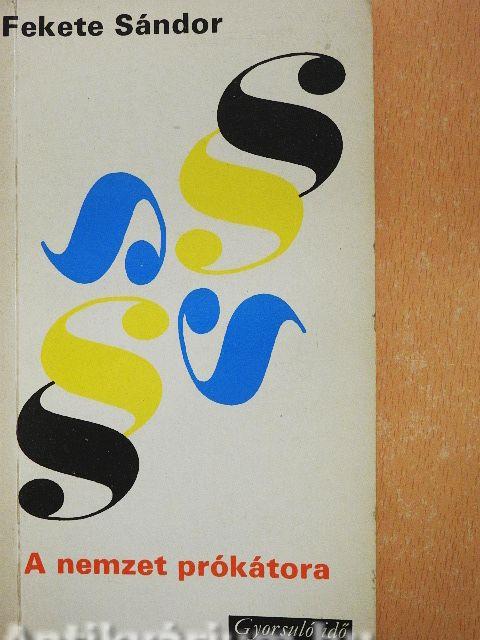 Fekete Sándor
A nemzet prókátora
Gyorsuló idő